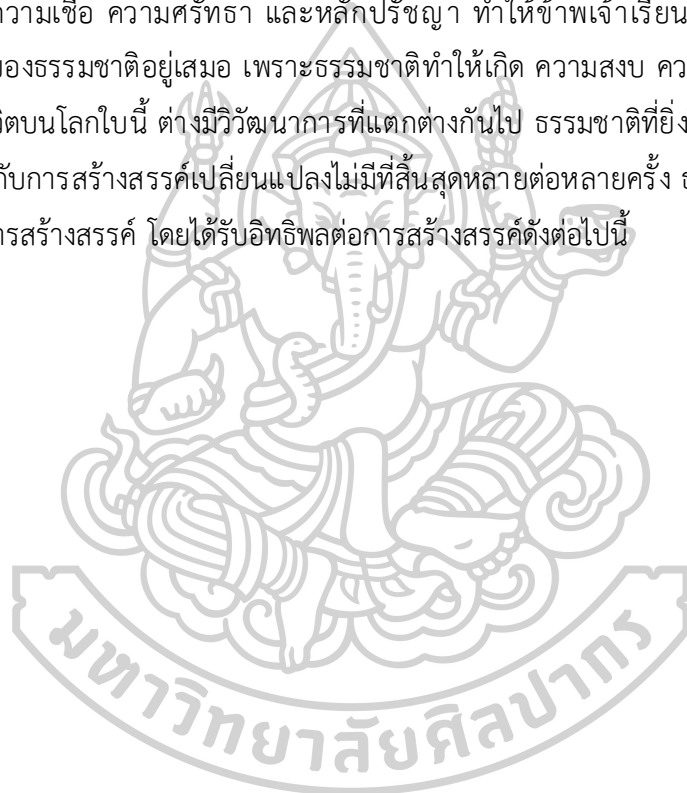 วามเชื่อ ความศรัทธา และหลักปรัชญา ทำให้ข้าพเจ้าเรียน
ของธรรมชาติอยู่เสมอ เพราะธรรมชาติทำให้เกิด ความสงบ คว
วิตบนโลกใบนี้ ต่างมีวิวัฒนาการที่แตกต่างกันไป ธรรมชาติที่ยิ่ง
กับการสร้างสรรค์เปลี่ยนแปลงไม่มีที่สิ้นสุดหลายต่อหลายครั้ง
ารสร้างสรรค์ โดยได้รับอิทธิพลต่อการสร้างสรรค์ดังต่อไปนี้
มหาวิทยาลัยศิลปากร